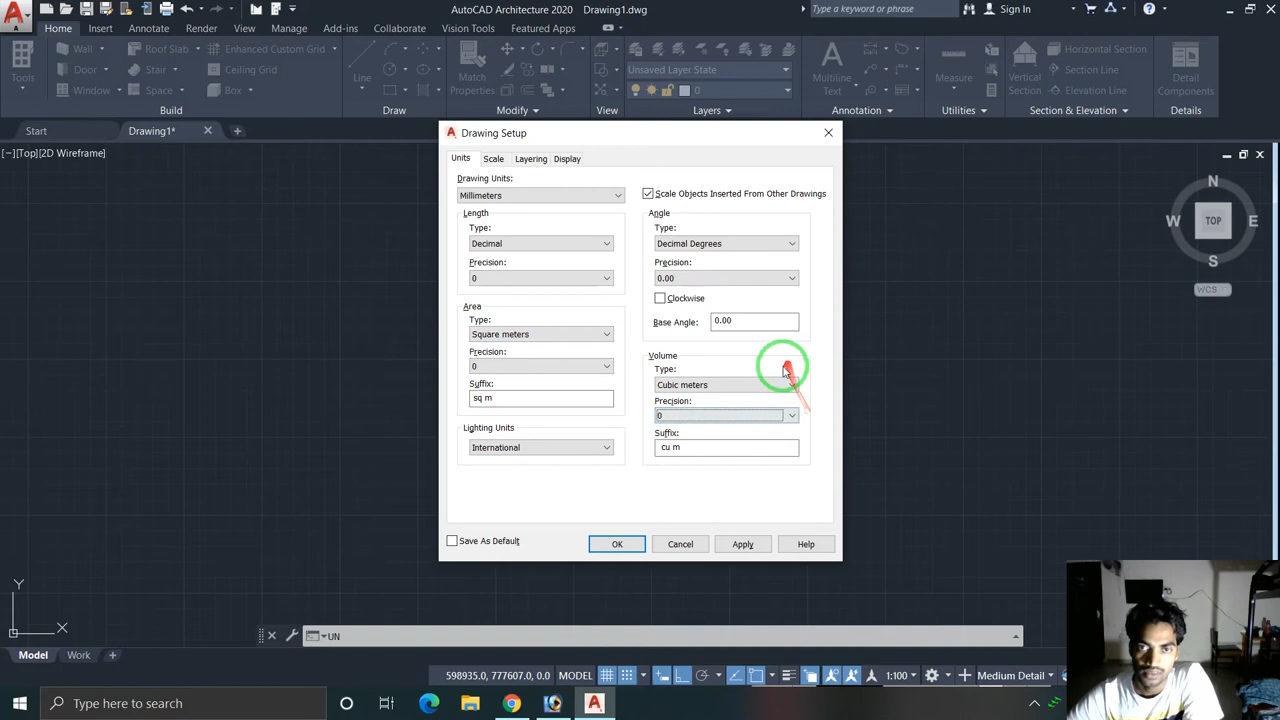 AutoCAD Architecture 2020 Drawing1.dwg
Type a keyword or phrase
Sign In
Home Insert Annotate Render View Manage Add-ins Collaborate Vision Tools Featured Apps
Wall Roof Slab Enhanced Custom Grid
Door Stair Ceiling Grid
Window Space Box
Tools
Build
Line
Draw
Match
Properties
Modify
View
Unsaved Layer State
0
Layers
Multiline
Text
Annotation
Measure
Utilities
Vertical
Section
Horizontal Section
Section Line
Elevation Line
Section & Elevation
Detail
Components
Details
Start Drawing1*
[−][Top][2D Wireframe]
Drawing Setup
Units Scale Layering Display
Drawing Units:
Millimeters
Scale Objects Inserted From Other Drawings
Length
Type:
Decimal
Precision:
0
Angle
Type:
Decimal Degrees
Precision:
0.00
Clockwise
Base Angle: 0.00
Area
Type:
Square meters
Precision:
0
Suffix:
sq m
Volume
Type:
Cubic meters
Precision:
0
Suffix:
cu m
Lighting Units
International
Save As Default
OK Cancel Apply Help
N
W TOP E
S
WCS
Y
X
UN
Model Work
598935.0, 777607.0, 0.0 MODEL 1:100 Medium Detail
Type here to search